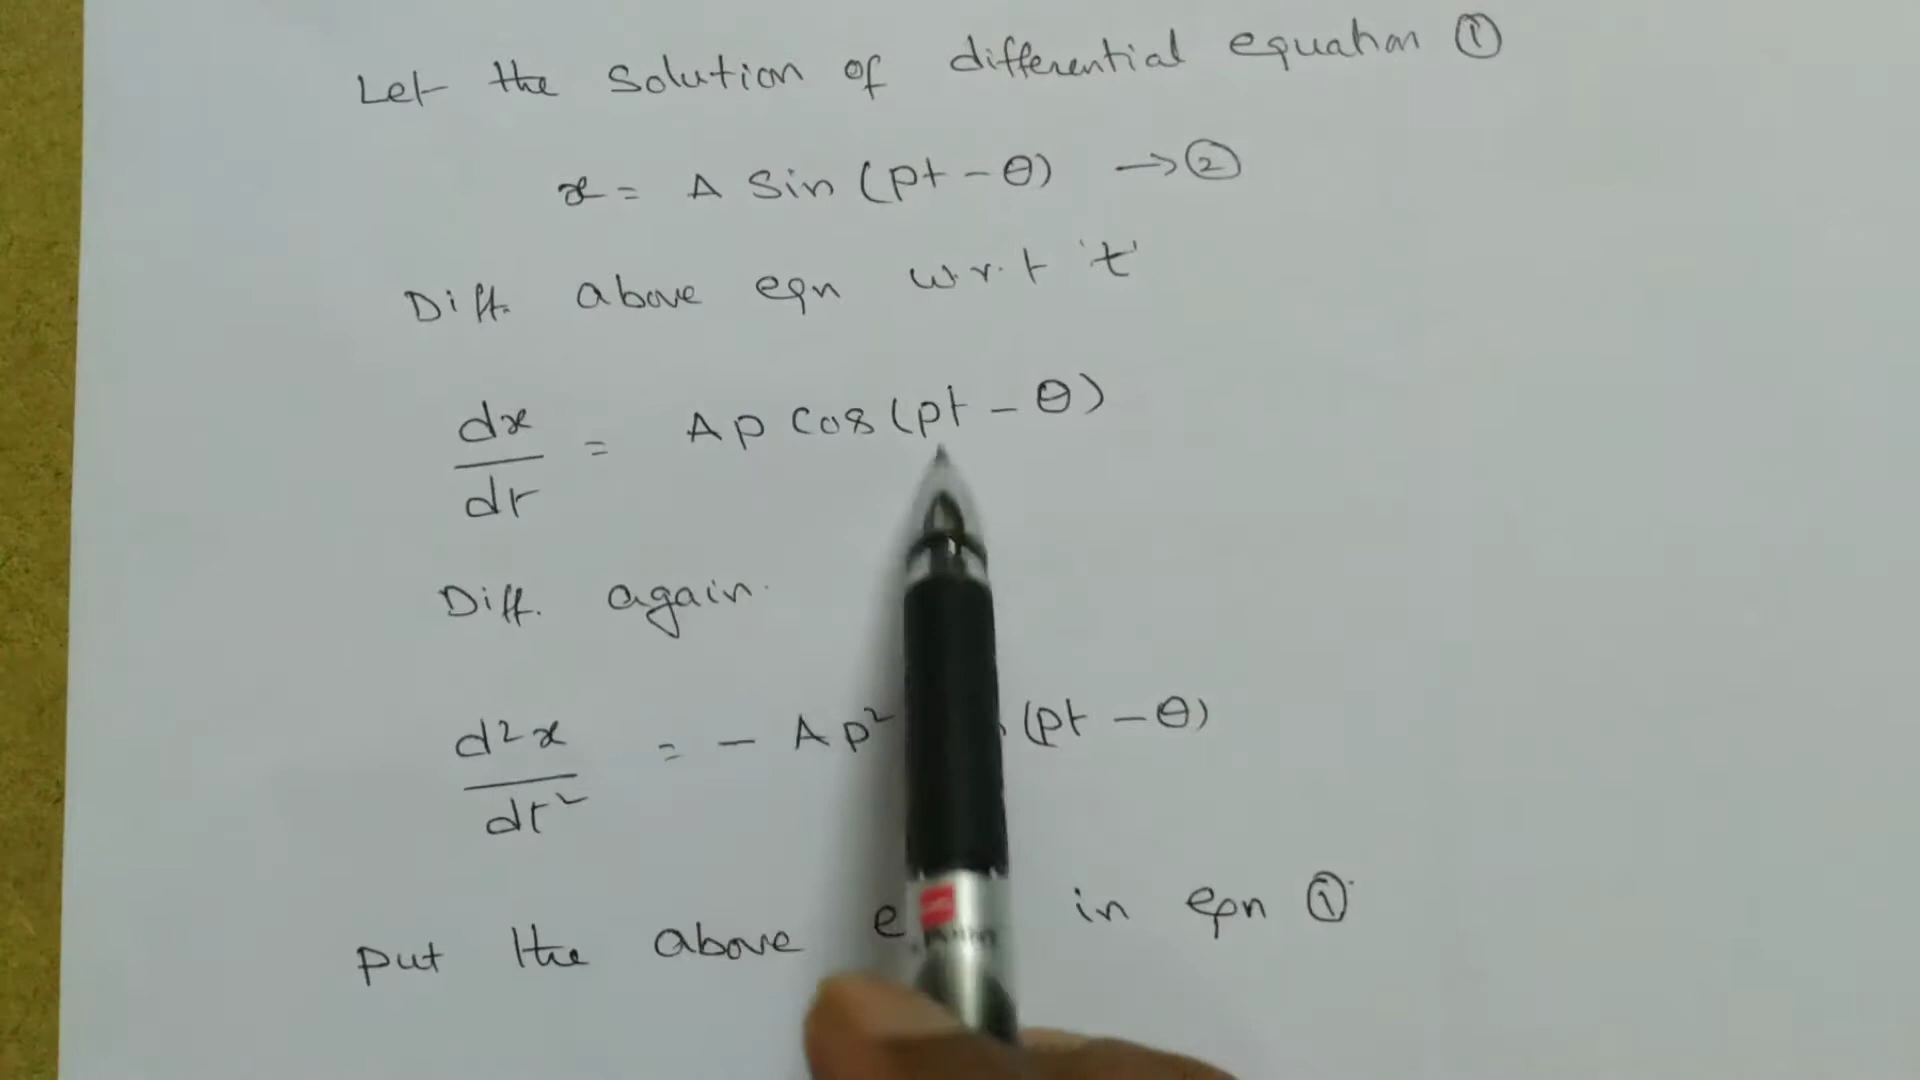 Let the solution of differential equation ①
x = A Sin (pt - θ) → ②
Diff. above eqn w.r.t 't'
dx/dt = Ap Cos (pt - θ)
Diff. again.
d²x/dt² = - Ap² (pt - θ)
put the above in eqn ①